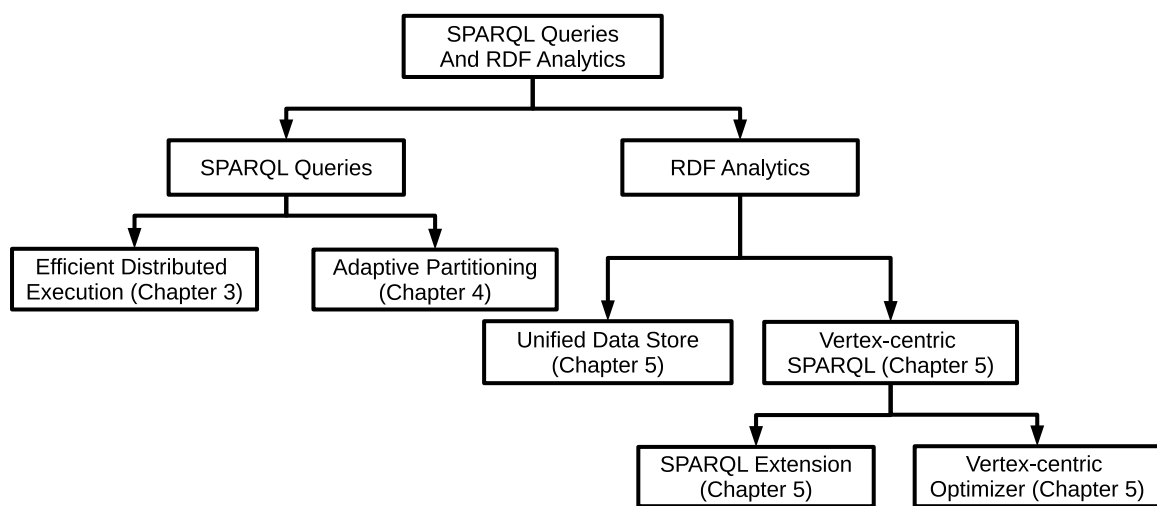 SPARQL Queries
And RDF Analytics
SPARQL Queries
RDF Analytics
Efficient Distributed
Execution (Chapter 3)
Adaptive Partitioning
(Chapter 4)
Unified Data Store
(Chapter 5)
Vertex-centric
SPARQL (Chapter 5)
SPARQL Extension
(Chapter 5)
Vertex-centric
Optimizer (Chapter 5)